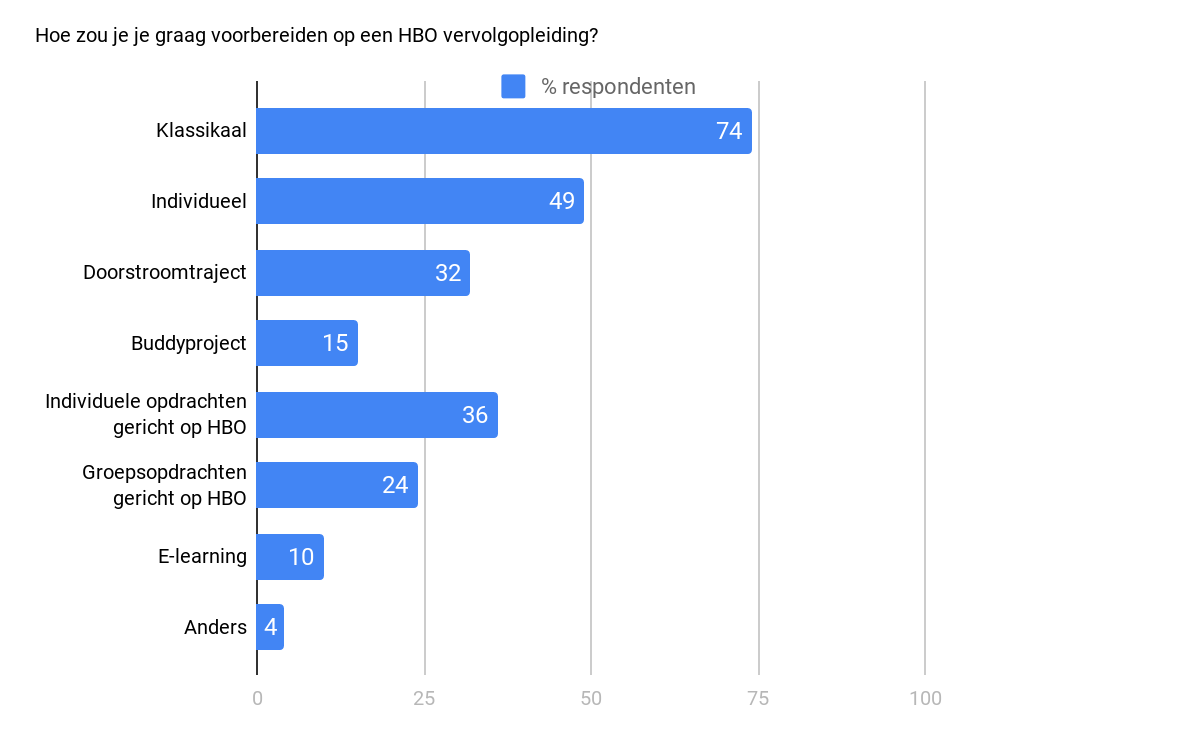 Hoe zou je je graag voorbereiden op een HBO vervolgopleiding?
% respondenten
Klassikaal 74
Individueel 49
Doorstroomtraject 32
Buddyproject 15
Individuele opdrachten
gericht op HBO 36
Groepsopdrachten
gericht op HBO 24
E-learning 10
Anders 4
0 25 50 75 100